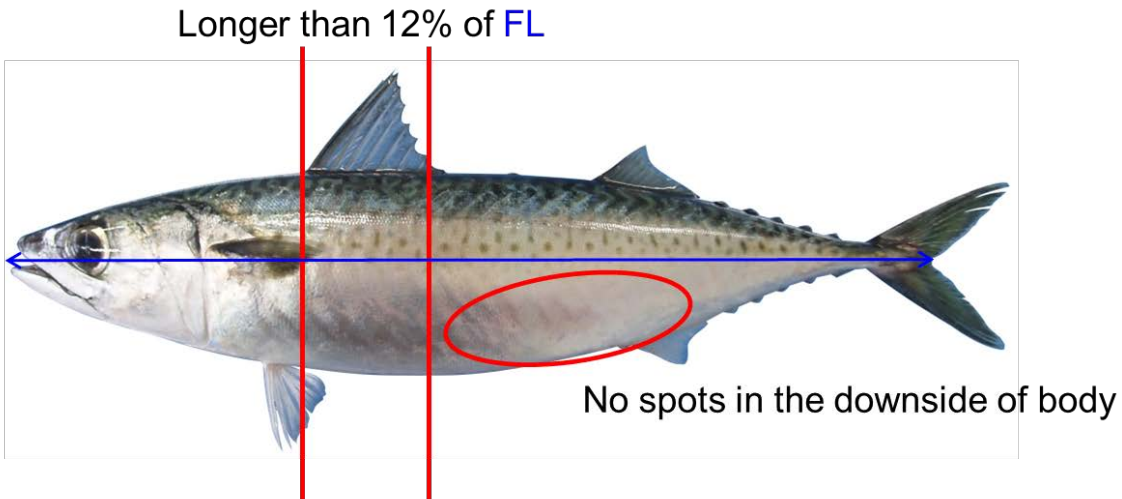 Longer than 12% of FL
No spots in the downside of body